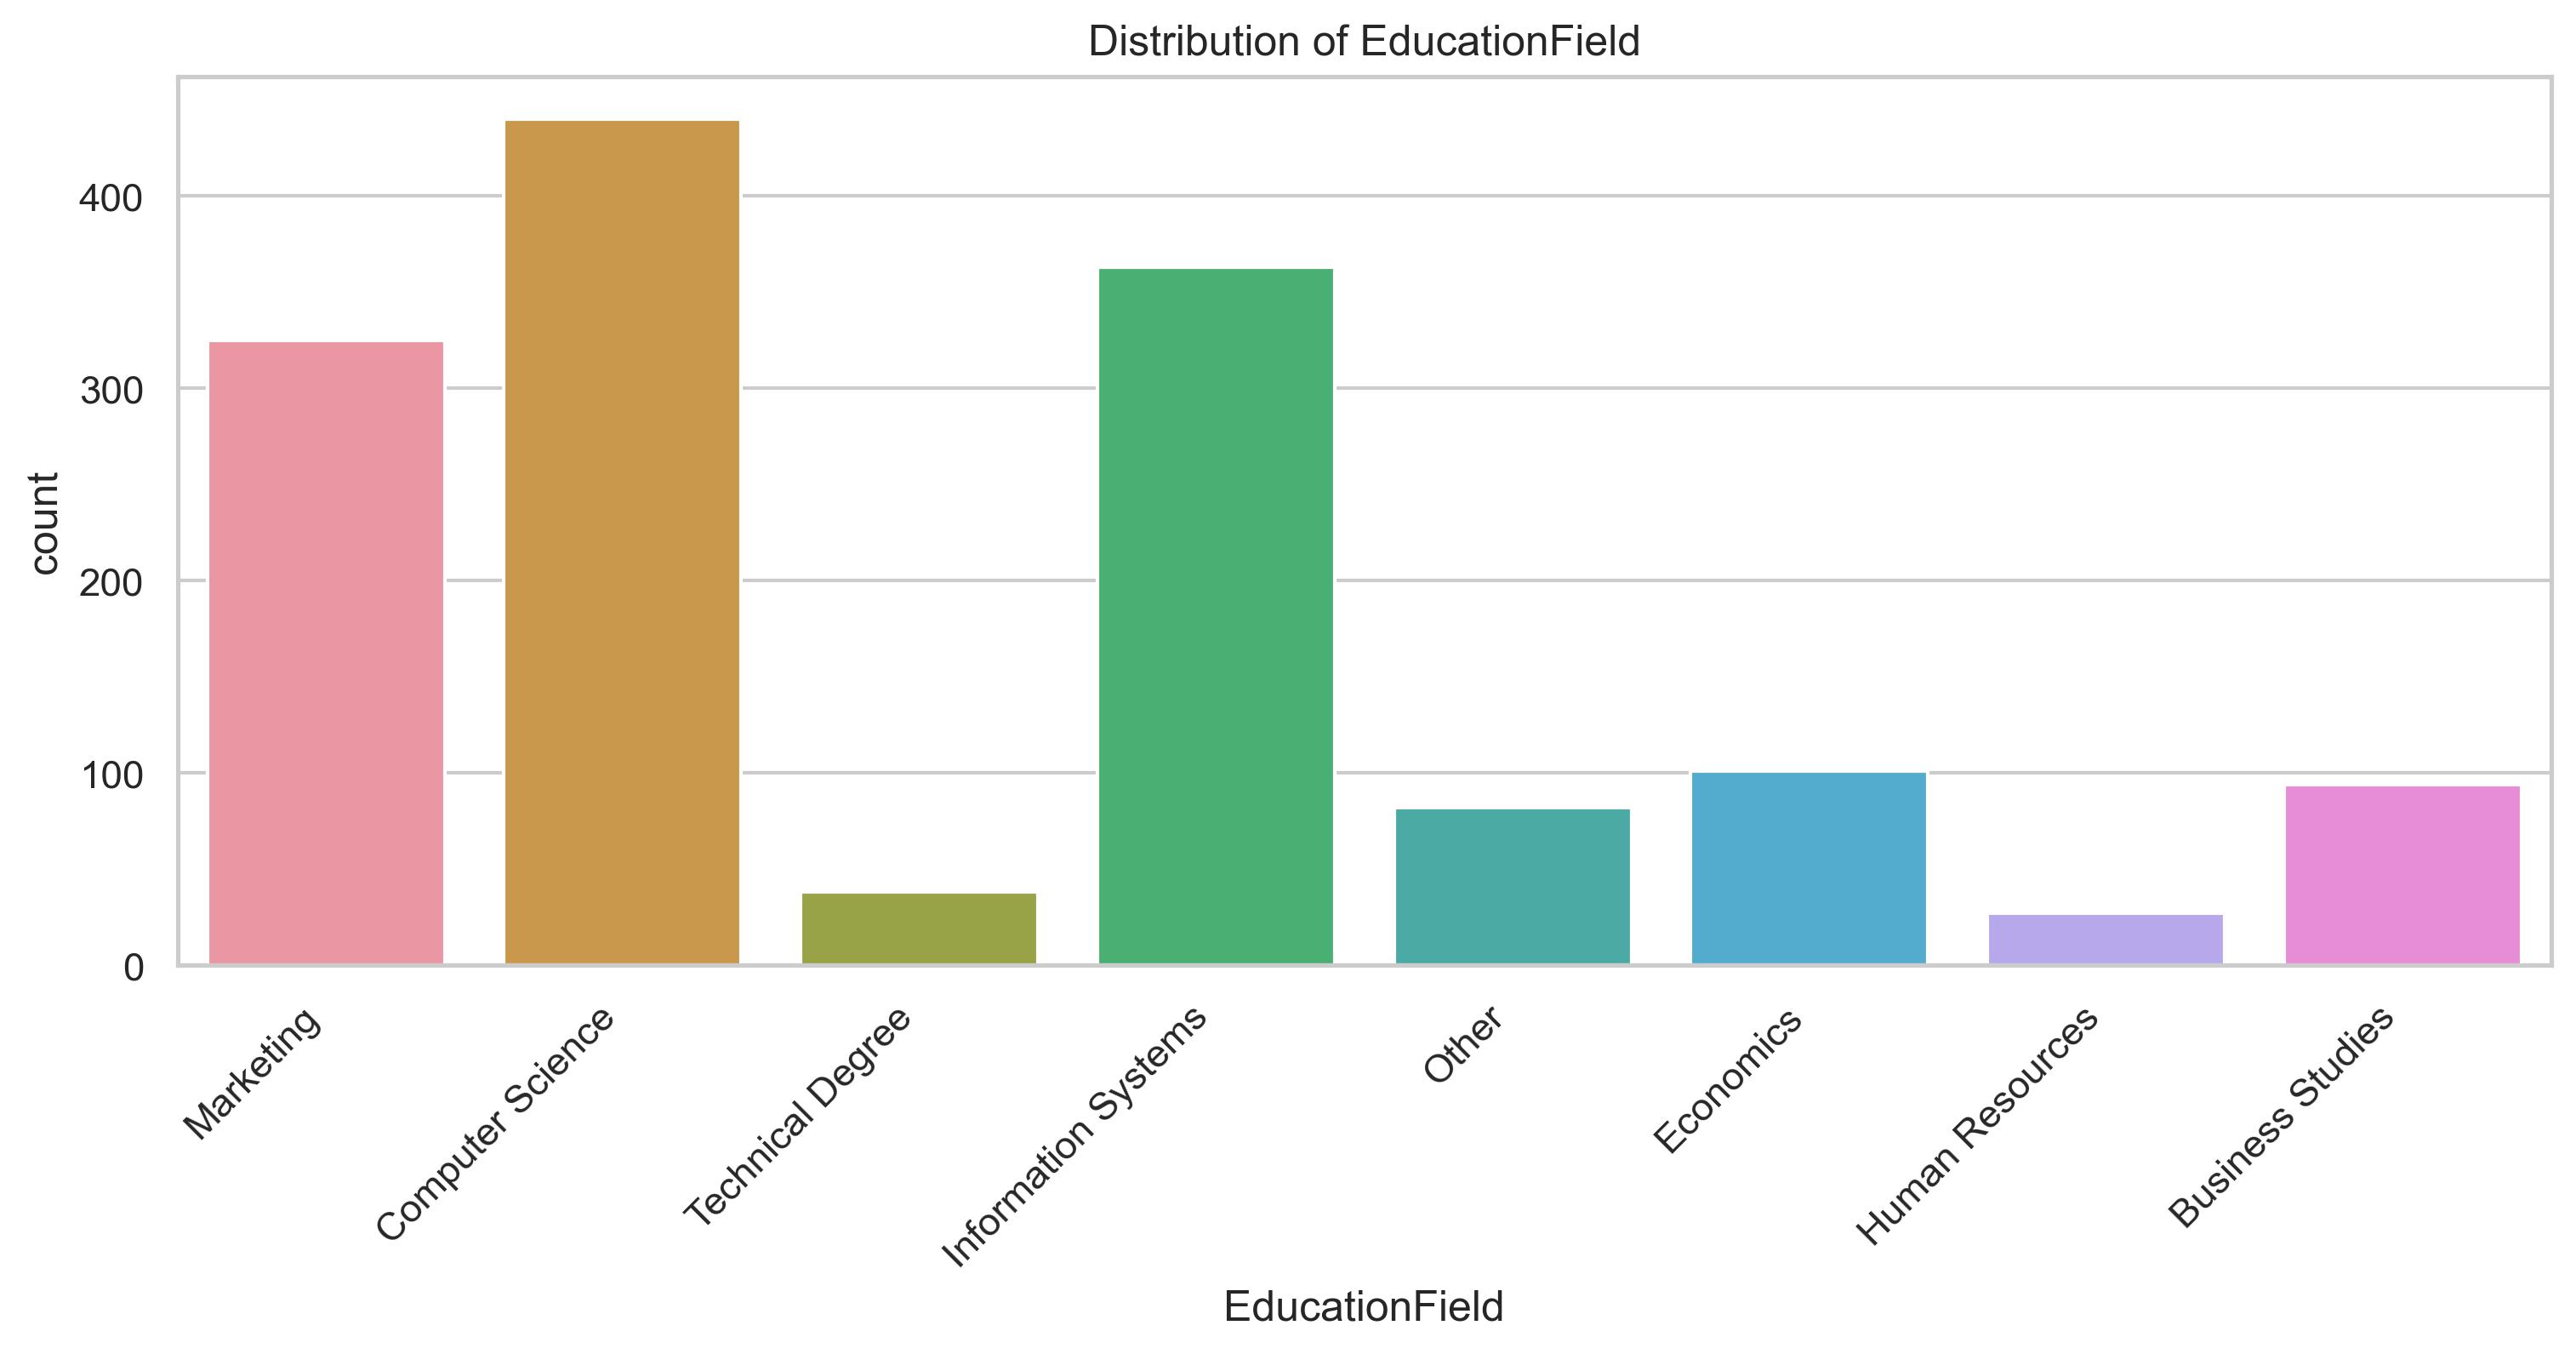 Distribution of EducationField
count
400
300
200
100
0
Marketing
Computer Science
Technical Degree
Information Systems
Other
Economics
Human Resources
Business Studies
EducationField